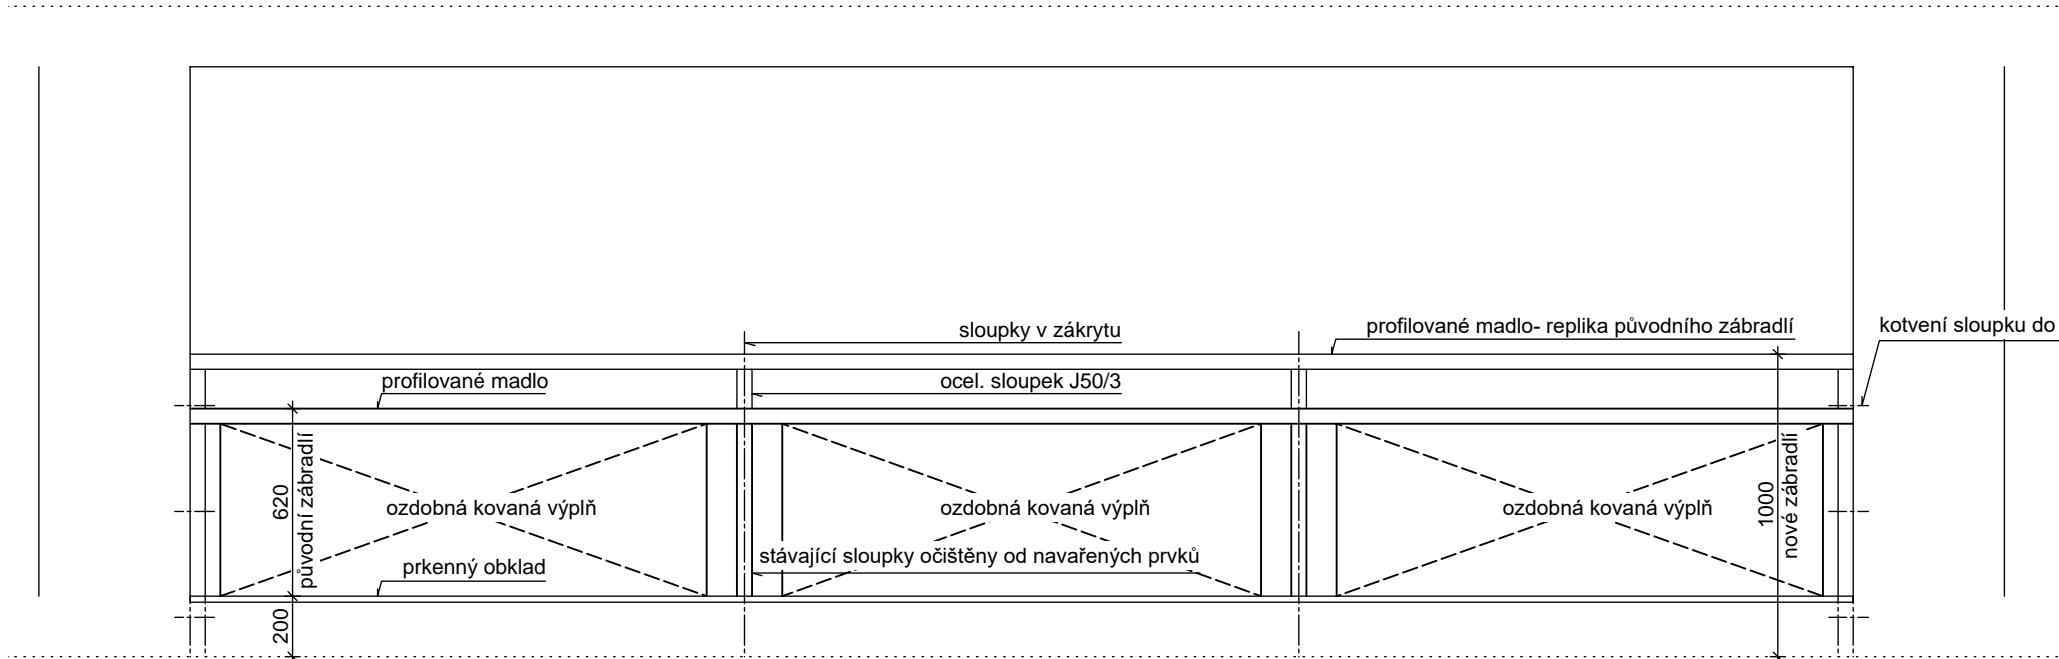 sloupky v zákrytu
profilované madlo- replika původního zábradlí
kotvení sloupku do
profilované madlo
ocel. sloupek J50/3
620
původní zábradlí
ozdobná kovaná výplň
ozdobná kovaná výplň
ozdobná kovaná výplň
1000
nové zábradlí
stávající sloupky očištěny od navařených prvků
prkenný obklad
200